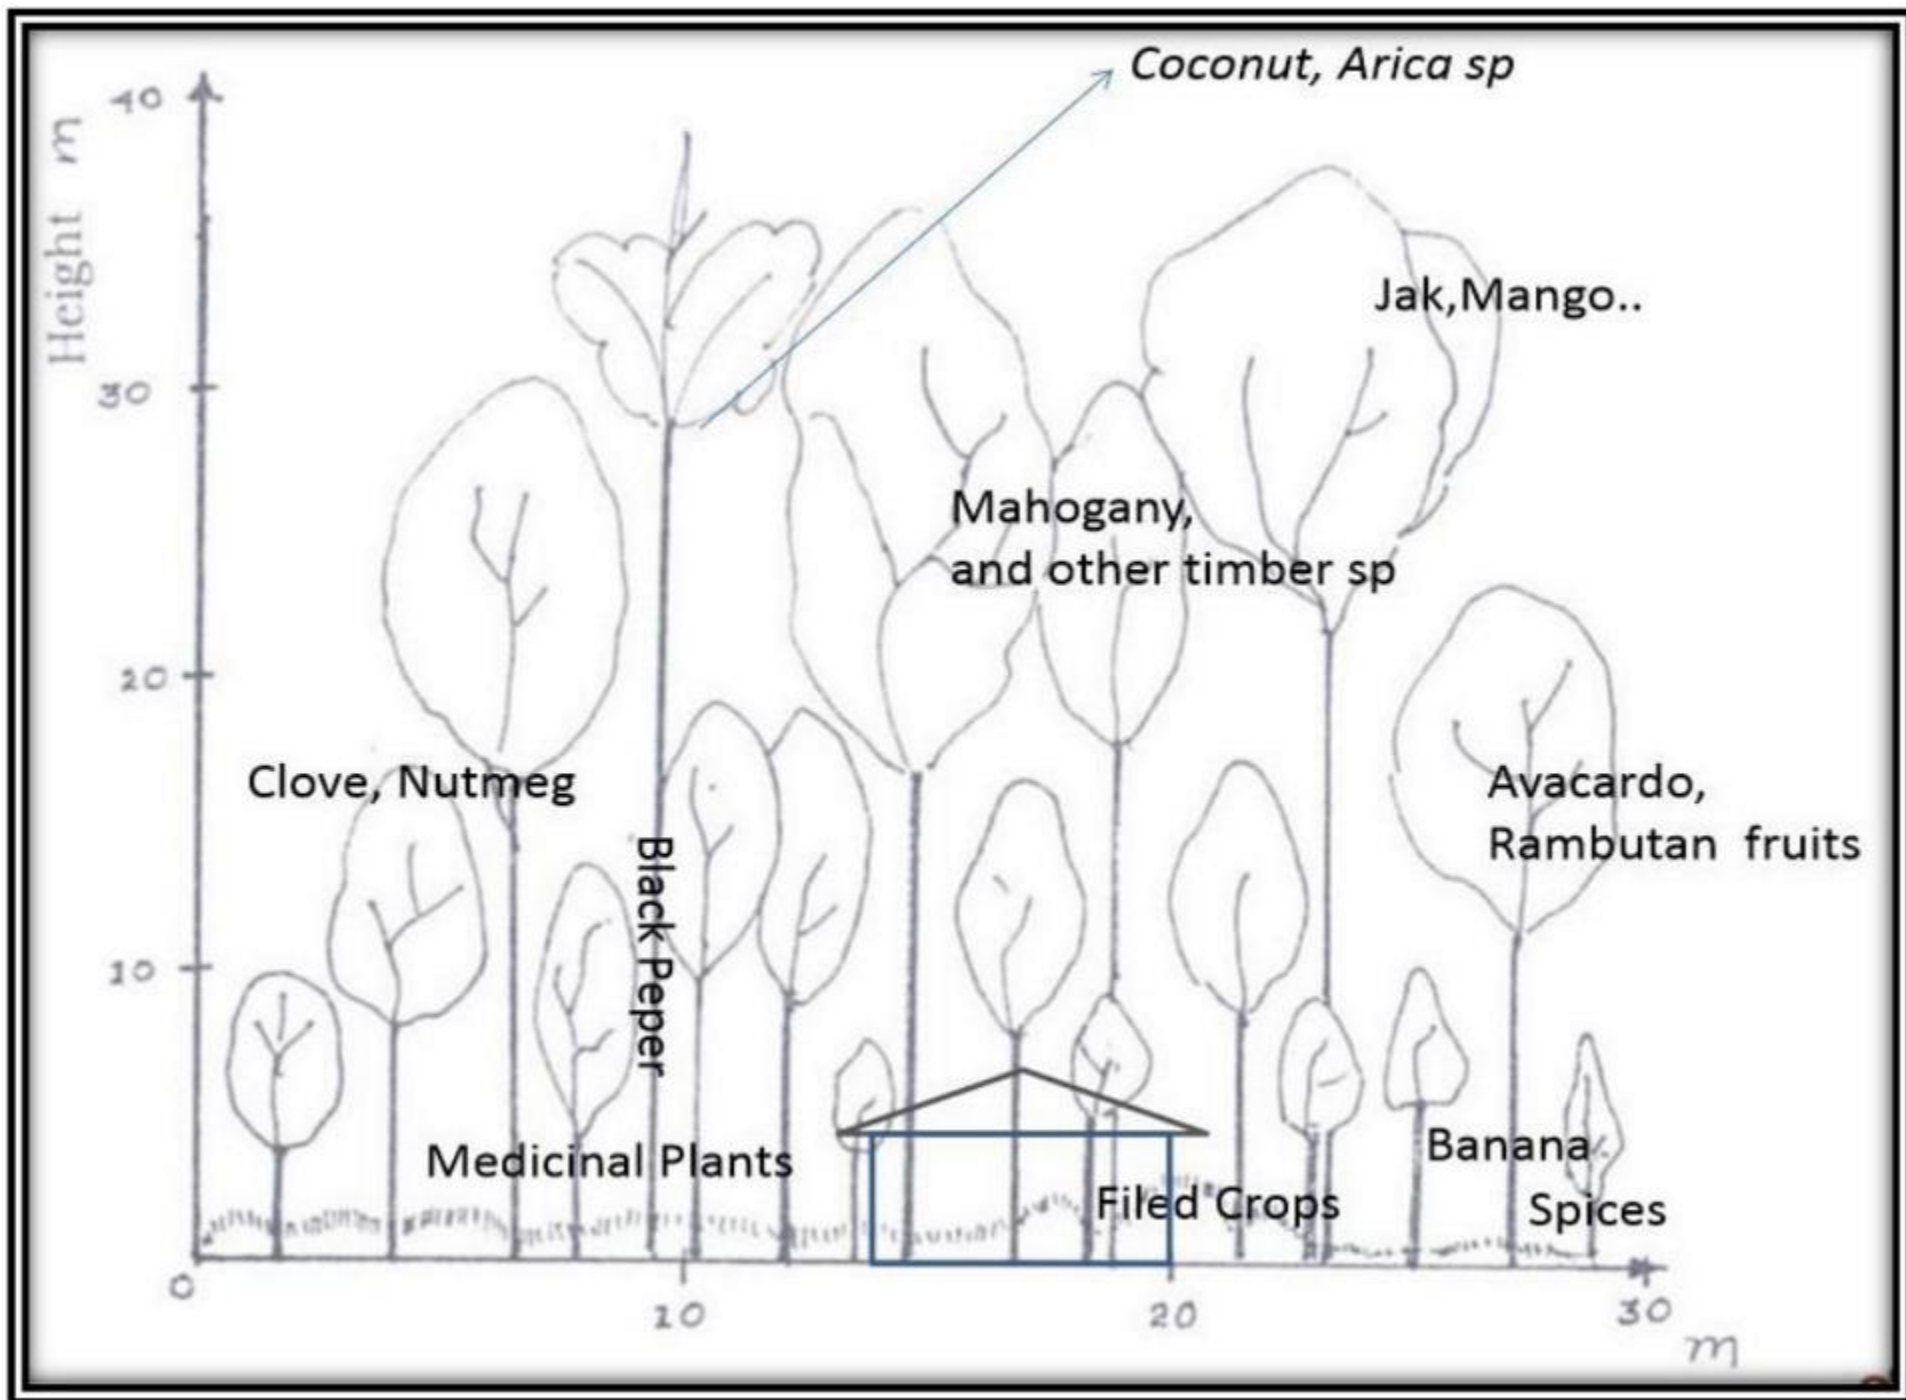 Coconut, Arica sp
40
Height m
Jak,Mango..
30
Mahogany,
and other timber sp
20
Clove, Nutmeg
Avacardo,
Rambutan fruits
Black Peper
10
Medicinal Plants
Banana
Filed Crops
Spices
0
10
20
30
m